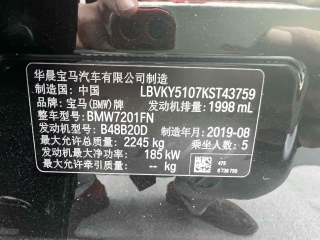 华晨宝马汽车有限公司制造
制造国：中国 LBVKY5107KST43759
品牌：宝马(BMW)牌 发动机排量：1998 mL
整车型号：BMW7201FN
发动机型号：B48B20D 制造年月：2019-08
最大允许总质量：2245 kg 乘坐人数：5
发动机最大净功率：185 kW
最大允许牵引质量：-- kg
475